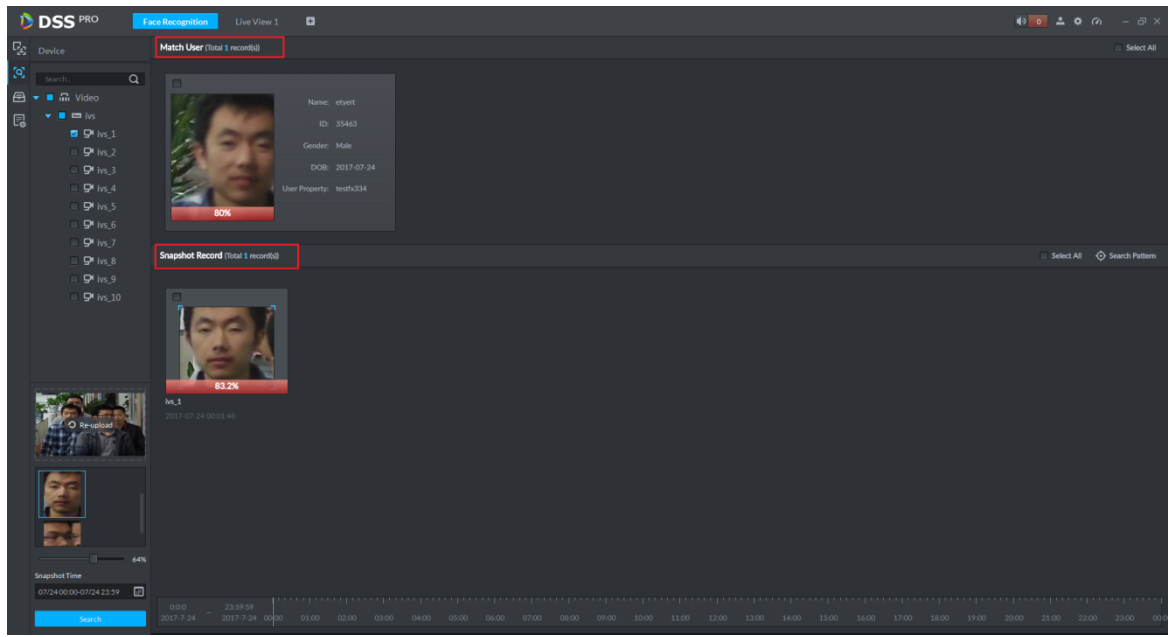 DSS PRO
Face Recognition
Live View 1
0
Device
Search..
Video
ivs
ivs_1
ivs_2
ivs_3
ivs_4
ivs_5
ivs_6
ivs_7
ivs_8
ivs_9
ivs_10
Re-upload
64%
Snapshot Time
07/24 00:00-07/24 23:59
Search
Match User (Total 1 record(s))
Select All
Name: etyert
ID: 35463
Gender: Male
DOB: 2017-07-24
User Property: testfx334
80%
Snapshot Record (Total 1 record(s))
Select All
Search Pattern
83.2%
ivs_1
2017-07-24 00:01:48
0:0:0 – 23:59:59
2017-7-24 2017-7-24 00:00 01:00 02:00 03:00 04:00 05:00 06:00 07:00 08:00 09:00 10:00 11:00 12:00 13:00 14:00 15:00 16:00 17:00 18:00 19:00 20:00 21:00 22:00 23:00